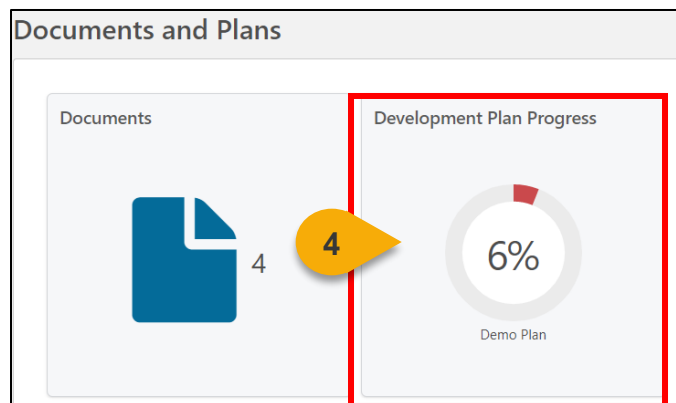 Documents and Plans
Documents
4
4
Development Plan Progress
6%
Demo Plan